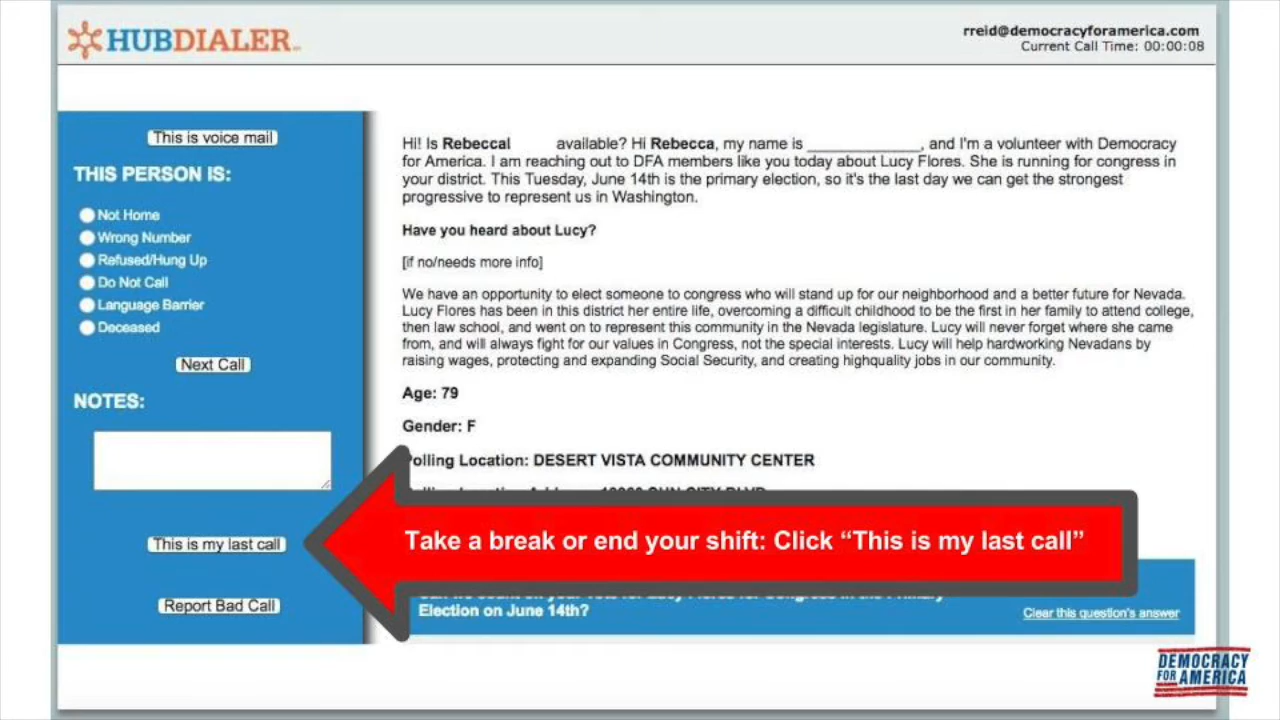 HUBDIALER
rreid@democracyforamerica.com
Current Call Time: 00:00:08
This is voice mail
THIS PERSON IS:
Not Home
Wrong Number
Refused/Hung Up
Do Not Call
Language Barrier
Deceased
Next Call
NOTES:
This is my last call
Report Bad Call
Hi! Is Rebeccal available? Hi Rebecca, my name is ______________, and I'm a volunteer with Democracy
for America. I am reaching out to DFA members like you today about Lucy Flores. She is running for congress in
your district. This Tuesday, June 14th is the primary election, so it's the last day we can get the strongest
progressive to represent us in Washington.
Have you heard about Lucy?
[if no/needs more info]
We have an opportunity to elect someone to congress who will stand up for our neighborhood and a better future for Nevada.
Lucy Flores has been in this district her entire life, overcoming a difficult childhood to be the first in her family to attend college,
then law school, and went on to represent this community in the Nevada legislature. Lucy will never forget where she came
from, and will always fight for our values in Congress, not the special interests. Lucy will help hardworking Nevadans by
raising wages, protecting and expanding Social Security, and creating highquality jobs in our community.
Age: 79
Gender: F
Polling Location: DESERT VISTA COMMUNITY CENTER
Take a break or end your shift: Click “This is my last call”
Election on June 14th?
Clear this question's answer
DEMOCRACY
FOR AMERICA